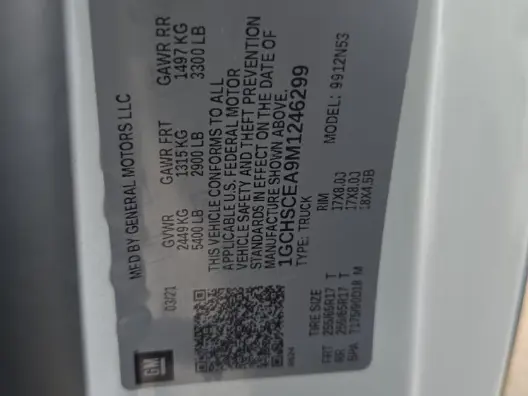 MFD BY GENERAL MOTORS LLC
03/21 GVWR GAWR FRT GAWR RR
2449 KG 1315 KG 1497 KG
5400 LB 2900 LB 3300 LB
THIS VEHICLE CONFORMS TO ALL
APPLICABLE U.S. FEDERAL MOTOR
VEHICLE SAFETY AND THEFT PREVENTION
STANDARDS IN EFFECT ON THE DATE OF
MANUFACTURE SHOWN ABOVE.
1GCHSCEA9M1246299
TYPE: TRUCK MODEL: 9912N53
GM
TIRE SIZE RIM
FRT 255/65R17 T 17X8.0J
RR 255/65R17 T 17X8.0J
SPA T175/90D18 M 18X4.5B